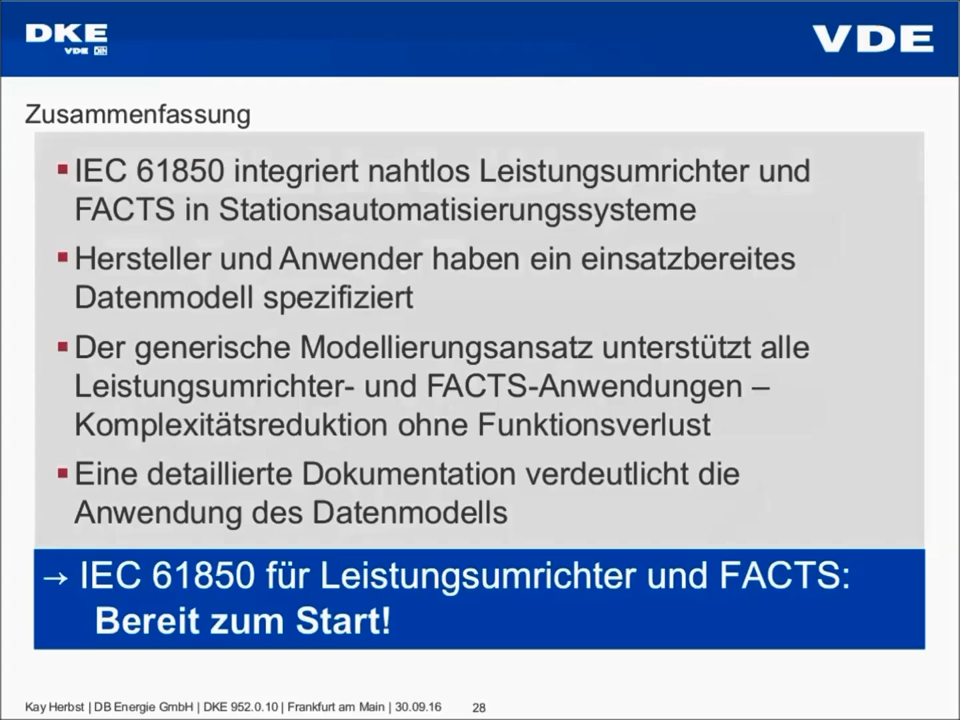 DKE
VDE DIN
VDE
Zusammenfassung
▪ IEC 61850 integriert nahtlos Leistungsumrichter und
FACTS in Stationsautomatisierungssysteme
▪ Hersteller und Anwender haben ein einsatzbereites
Datenmodell spezifiziert
▪ Der generische Modellierungsansatz unterstützt alle
Leistungsumrichter- und FACTS-Anwendungen –
Komplexitätsreduktion ohne Funktionsverlust
▪ Eine detaillierte Dokumentation verdeutlicht die
Anwendung des Datenmodells
→ IEC 61850 für Leistungsumrichter und FACTS:
Bereit zum Start!
Kay Herbst | DB Energie GmbH | DKE 952.0.10 | Frankfurt am Main | 30.09.16 28